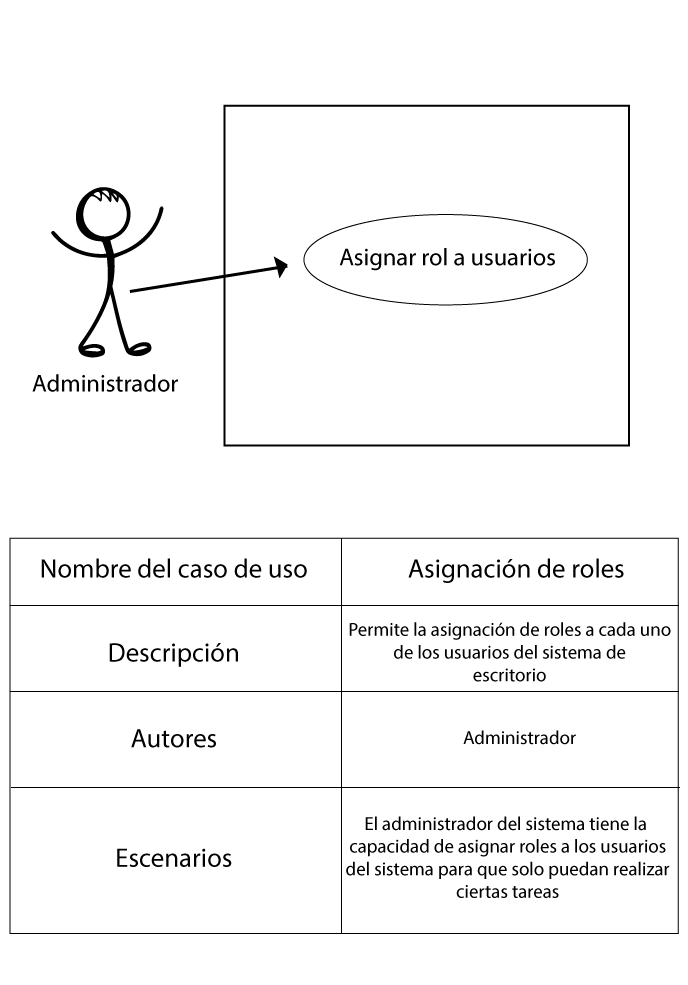 Asignar rol a usuarios
Administrador
Nombre del caso de uso
Asignación de roles
Descripción
Permite la asignación de roles a cada uno
de los usuarios del sistema de
escritorio
Autores
Administrador
Escenarios
El administrador del sistema tiene la
capacidad de asignar roles a los usuarios
del sistema para que solo puedan realizar
ciertas tareas